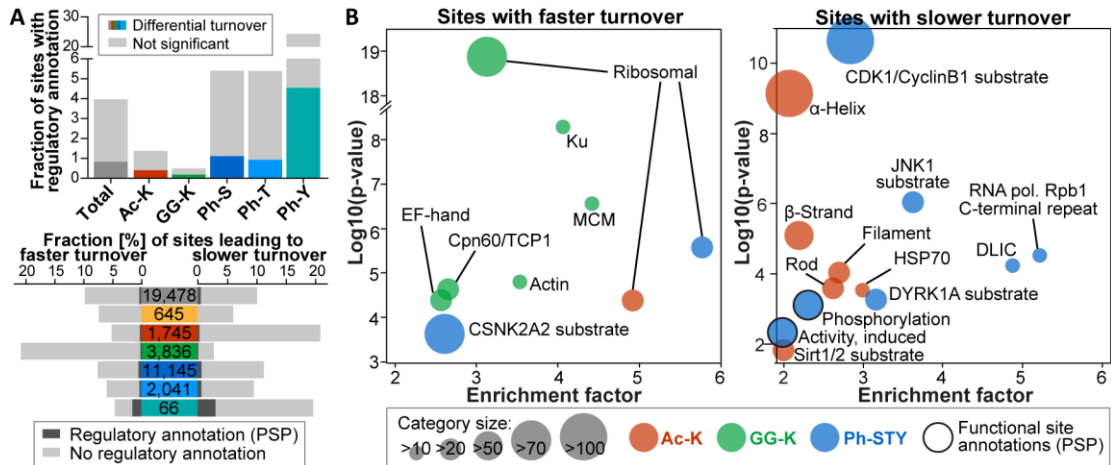 A
Fraction of sites with
regulatory annotation
30
20
6
5
4
3
2
1
0
Differential turnover
Not significant
Total
Ac-K
GG-K
Ph-S
Ph-T
Ph-Y
Fraction [%] of sites leading to
faster turnover
slower turnover
20 15 10 5 0 0 5 10 15 20
19,478
645
1,745
3,836
11,145
2,041
66
Regulatory annotation (PSP)
No regulatory annotation
B
Sites with faster turnover
Log10(p-value)
19
18
8
7
6
5
4
3
Ribosomal
Ku
MCM
EF-hand
Cpn60/TCP1
Actin
CSNK2A2 substrate
2 3 4 5 6
Enrichment factor
Sites with slower turnover
Log10(p-value)
10
8
6
4
2
CDK1/CyclinB1 substrate
α-Helix
JNK1
substrate
RNA pol. Rpb1
C-terminal repeat
β-Strand
Filament
DLIC
Rod
HSP70
DYRK1A substrate
Phosphorylation
Activity, induced
Sirt1/2 substrate
2 3 4 5 6
Enrichment factor
Category size:
>10 >20 >50 >70 >100
Ac-K
GG-K
Ph-STY
Functional site
annotations (PSP)